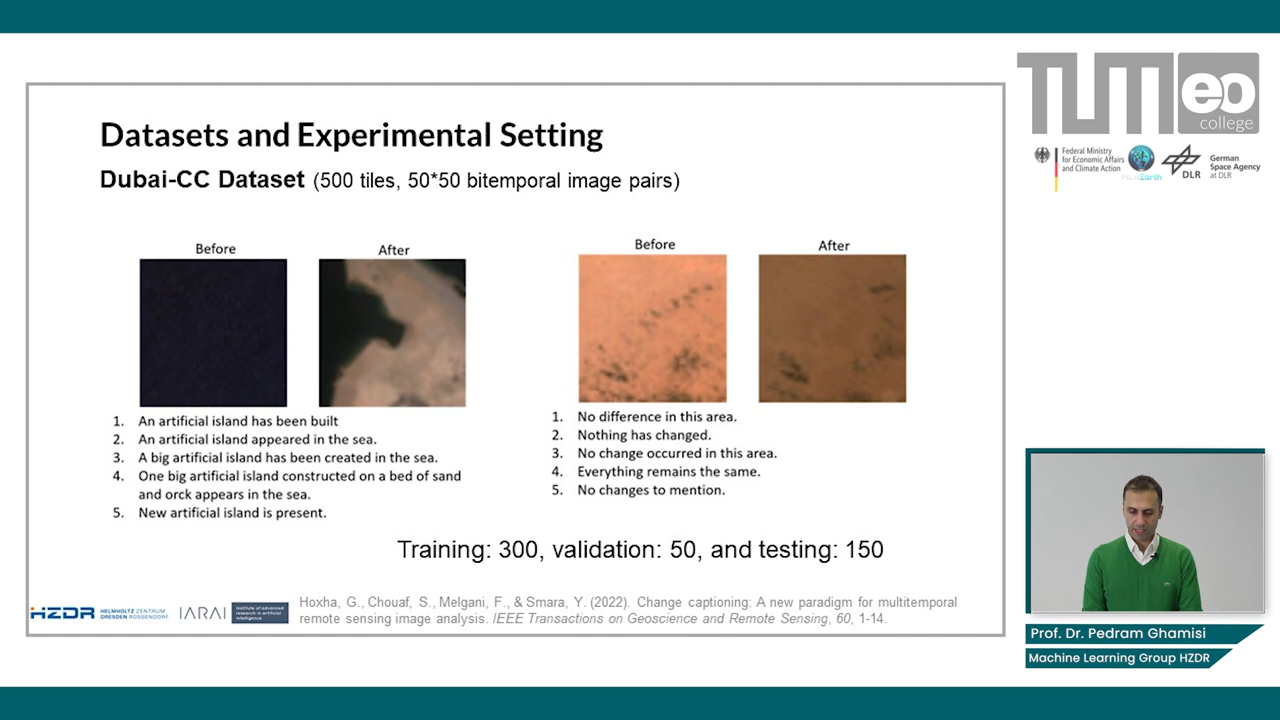 Datasets and Experimental Setting
Dubai-CC Dataset (500 tiles, 50*50 bitemporal image pairs)
Before
After
1. An artificial island has been built
2. An artificial island appeared in the sea.
3. A big artificial island has been created in the sea.
4. One big artificial island constructed on a bed of sand
and orck appears in the sea.
5. New artificial island is present.
Before
After
1. No difference in this area.
2. Nothing has changed.
3. No change occurred in this area.
4. Everything remains the same.
5. No changes to mention.
Training: 300, validation: 50, and testing: 150
HZDR
HELMHOLTZ ZENTRUM
DRESDEN ROSSENDORF
IARAI
Institute of advanced
research in artificial
intelligence
Hoxha, G., Chouaf, S., Melgani, F., & Smara, Y. (2022). Change captioning: A new paradigm for multitemporal
remote sensing image analysis. IEEE Transactions on Geoscience and Remote Sensing, 60, 1-14.
TUM
eo
college
Federal Ministry
for Economic Affairs
and Climate Action
DLR
German
Space Agency
at DLR
Prof. Dr. Pedram Ghamisi
Machine Learning Group HZDR